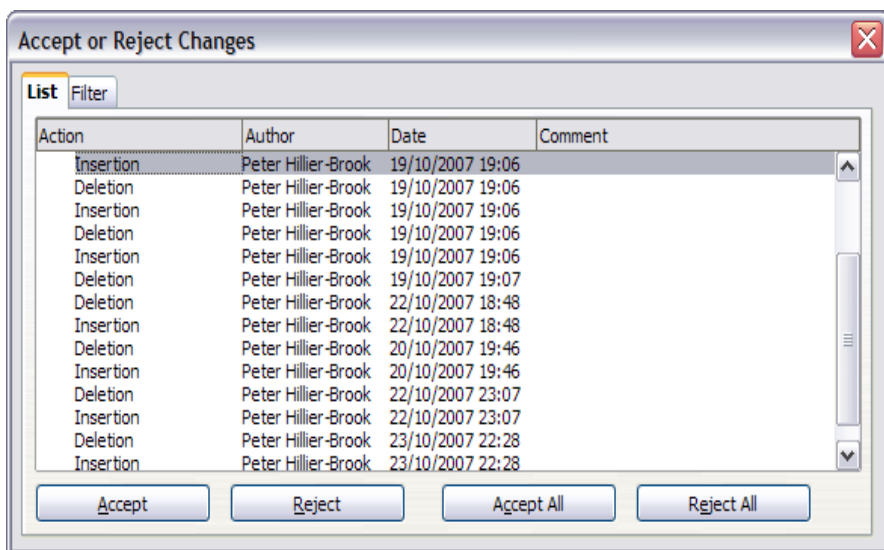 Accept or Reject Changes
List Filter
Action Author Date Comment
Insertion Peter Hillier-Brook 19/10/2007 19:06
Deletion Peter Hillier-Brook 19/10/2007 19:06
Insertion Peter Hillier-Brook 19/10/2007 19:06
Deletion Peter Hillier-Brook 19/10/2007 19:06
Insertion Peter Hillier-Brook 19/10/2007 19:06
Deletion Peter Hillier-Brook 19/10/2007 19:07
Deletion Peter Hillier-Brook 22/10/2007 18:48
Insertion Peter Hillier-Brook 22/10/2007 18:48
Deletion Peter Hillier-Brook 20/10/2007 19:46
Insertion Peter Hillier-Brook 20/10/2007 19:46
Deletion Peter Hillier-Brook 22/10/2007 23:07
Insertion Peter Hillier-Brook 22/10/2007 23:07
Deletion Peter Hillier-Brook 23/10/2007 22:28
Insertion Peter Hillier-Brook 23/10/2007 22:28
Accept Reject Accept All Reject All